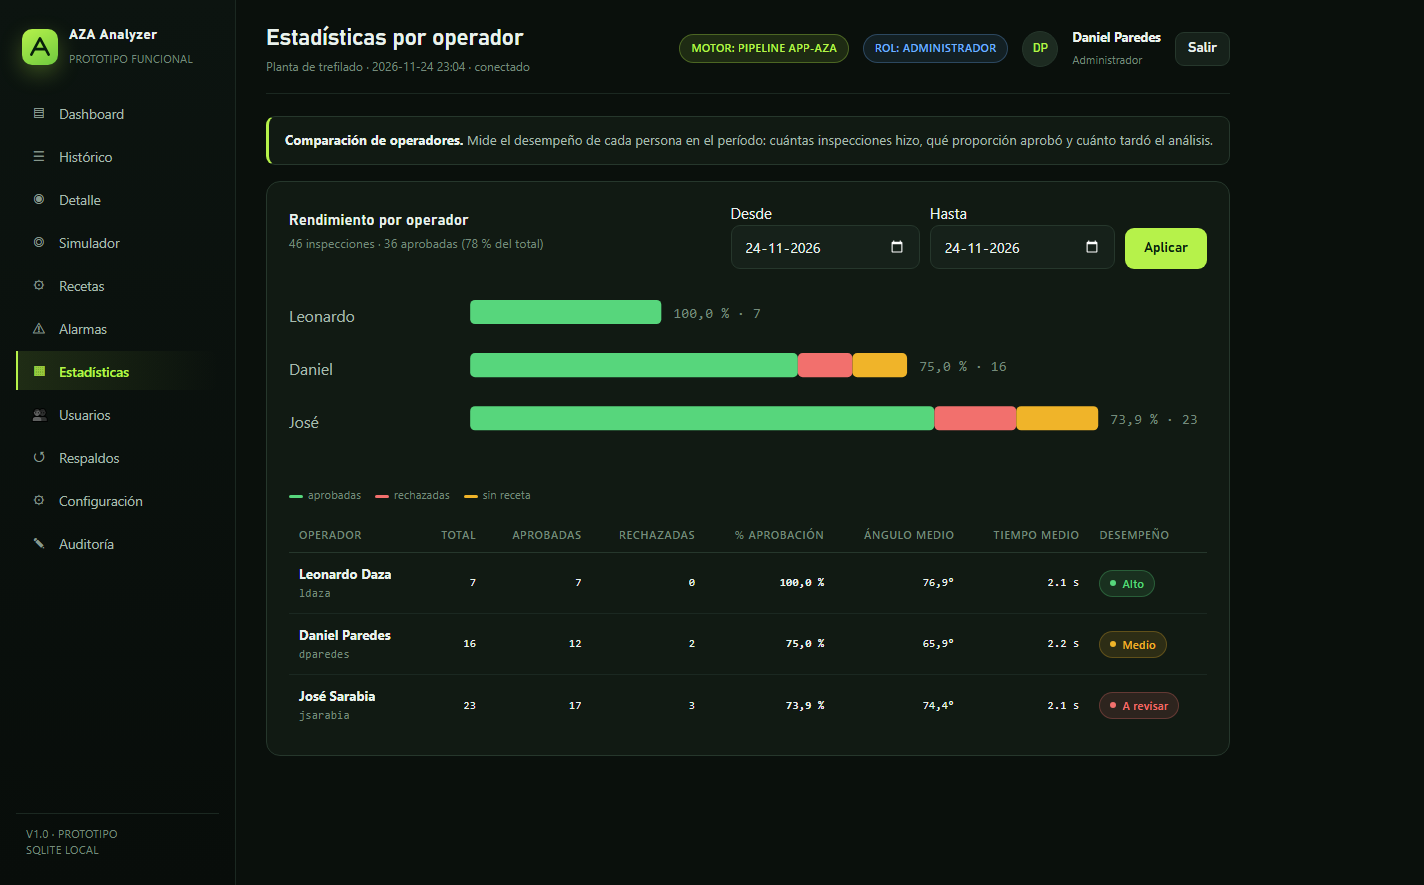 AZA Analyzer
PROTOTIPO FUNCIONAL
Dashboard
Histórico
Detalle
Simulador
Recetas
Alarmas
Estadísticas
Usuarios
Respaldos
Configuración
Auditoría
V1.0 · PROTOTIPO
SQLITE LOCAL
Estadísticas por operador
Planta de trefilado · 2026-11-24 23:04 · conectado
MOTOR: PIPELINE APP-AZA
ROL: ADMINISTRADOR
DP
Daniel Paredes
Administrador
Salir
Comparación de operadores. Mide el desempeño de cada persona en el período: cuántas inspecciones hizo, qué proporción aprobó y cuánto tardó el análisis.
Rendimiento por operador
46 inspecciones · 36 aprobadas (78 % del total)
Desde
24-11-2026
Hasta
24-11-2026
Aplicar
Leonardo 100,0 % · 7
Daniel 75,0 % · 16
José 73,9 % · 23
aprobadas rechazadas sin receta
OPERADOR TOTAL APROBADAS RECHAZADAS % APROBACIÓN ÁNGULO MEDIO TIEMPO MEDIO DESEMPEÑO
Leonardo Daza 7 7 0 100,0 % 76,9° 2.1 s Alto
ldaza
Daniel Paredes 16 12 2 75,0 % 65,9° 2.2 s Medio
dparedes
José Sarabia 23 17 3 73,9 % 74,4° 2.1 s A revisar
jsarabia